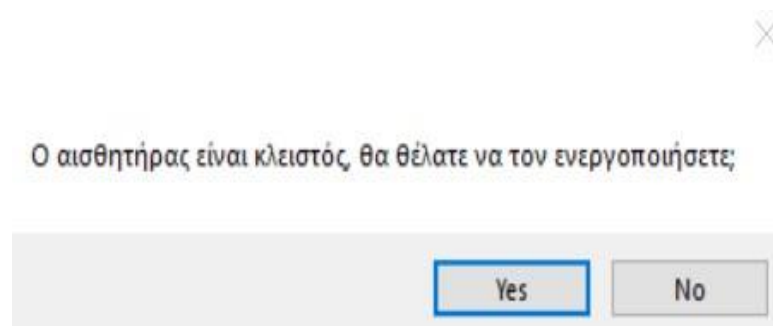 Ο αισθητήρας είναι κλειστός, θα θέλατε να τον ενεργοποιήσετε;
Yes No